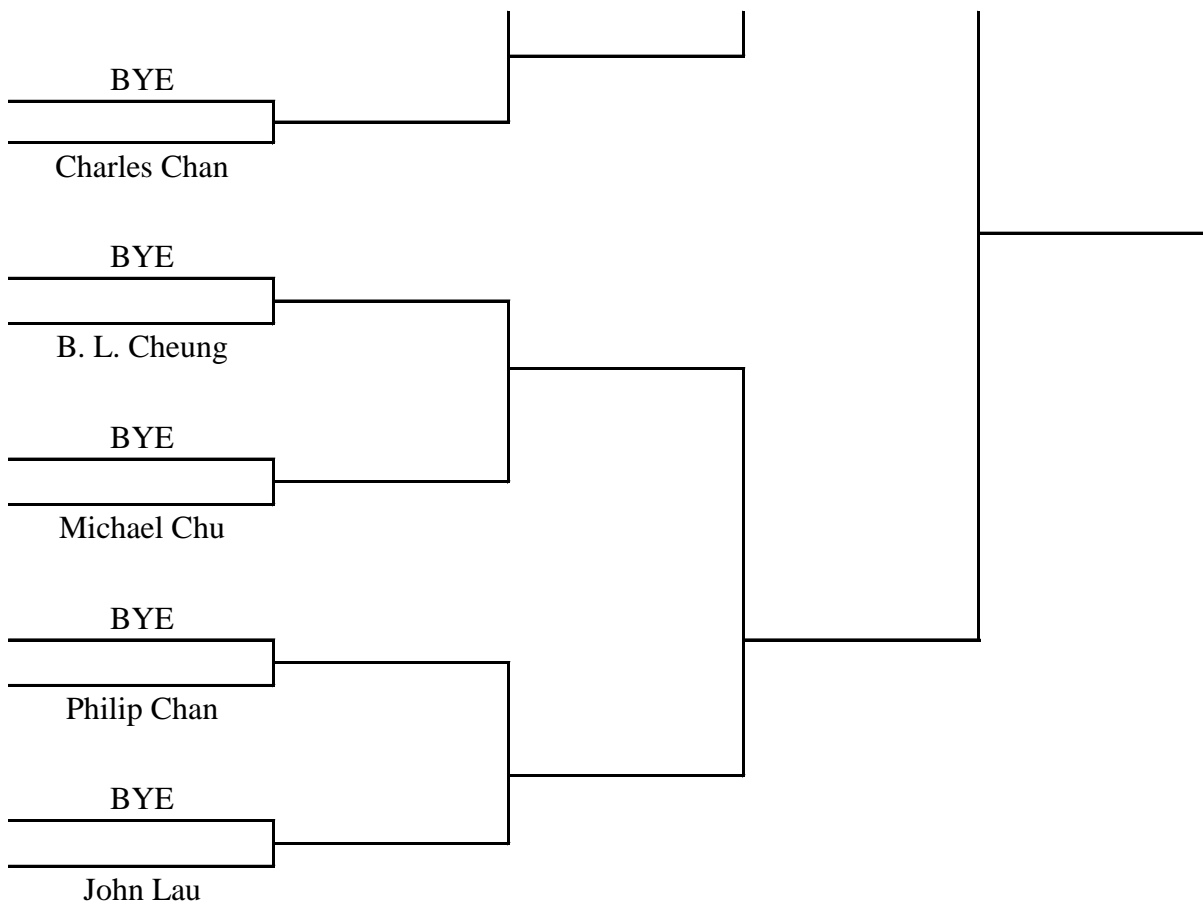 BYE
Charles Chan
BYE
B. L. Cheung
BYE
Michael Chu
BYE
Philip Chan
BYE
John Lau